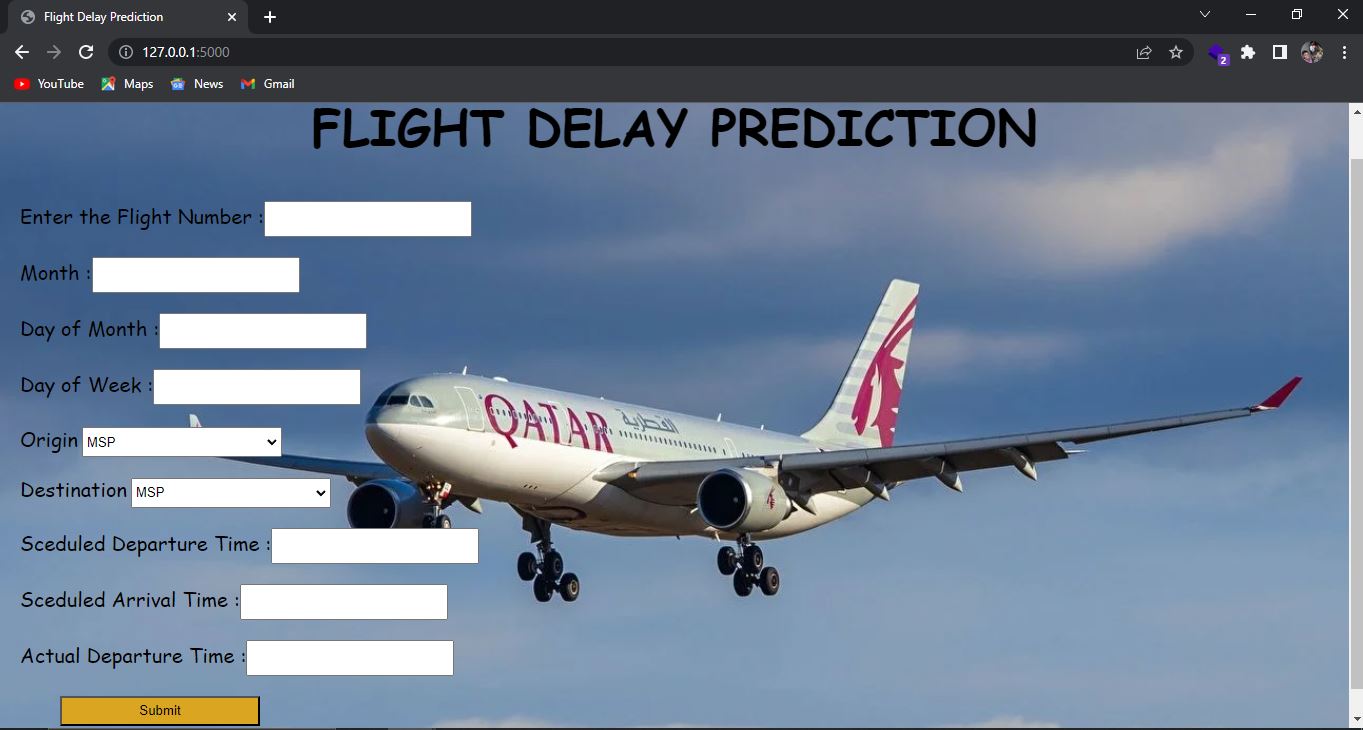 Flight Delay Prediction
127.0.0.1:5000
2
YouTube Maps News Gmail
FLIGHT DELAY PREDICTION
Enter the Flight Number :
Month :
Day of Month :
Day of Week :
QATAR القطرية
Origin MSP
Destination MSP
Sceduled Departure Time :
Sceduled Arrival Time :
Actual Departure Time :
Submit